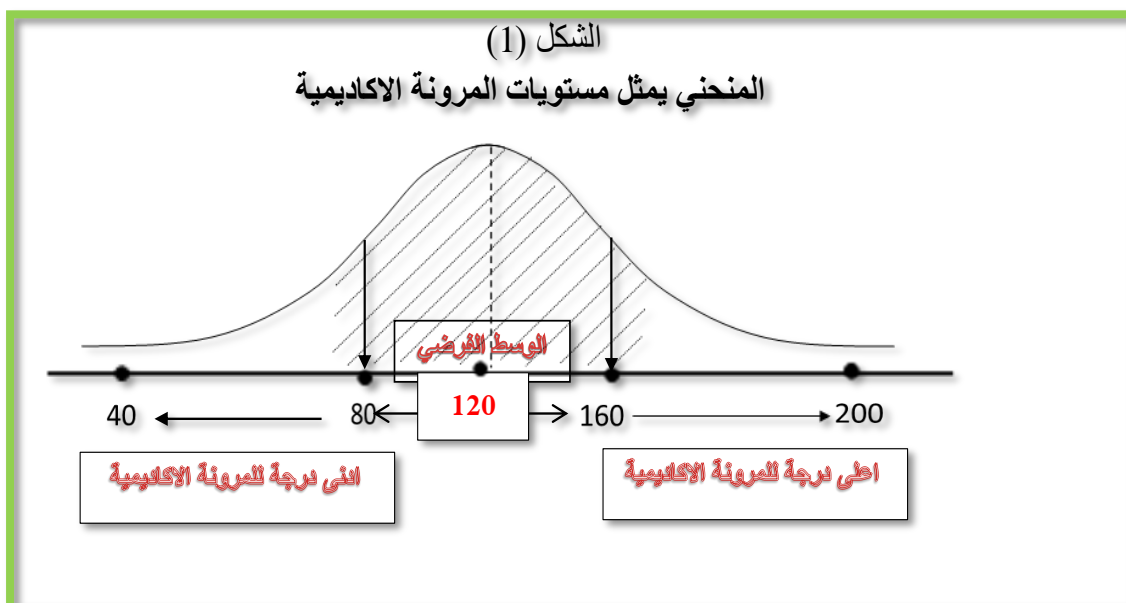 الشكل (1)
المنحني يمثل مستويات المرونة الاكاديمية
الوسط الفرضي
40 80 120 160 200
ادنى درجة للمرونة الاكاديمية
اعلى درجة للمرونة الاكاديمية